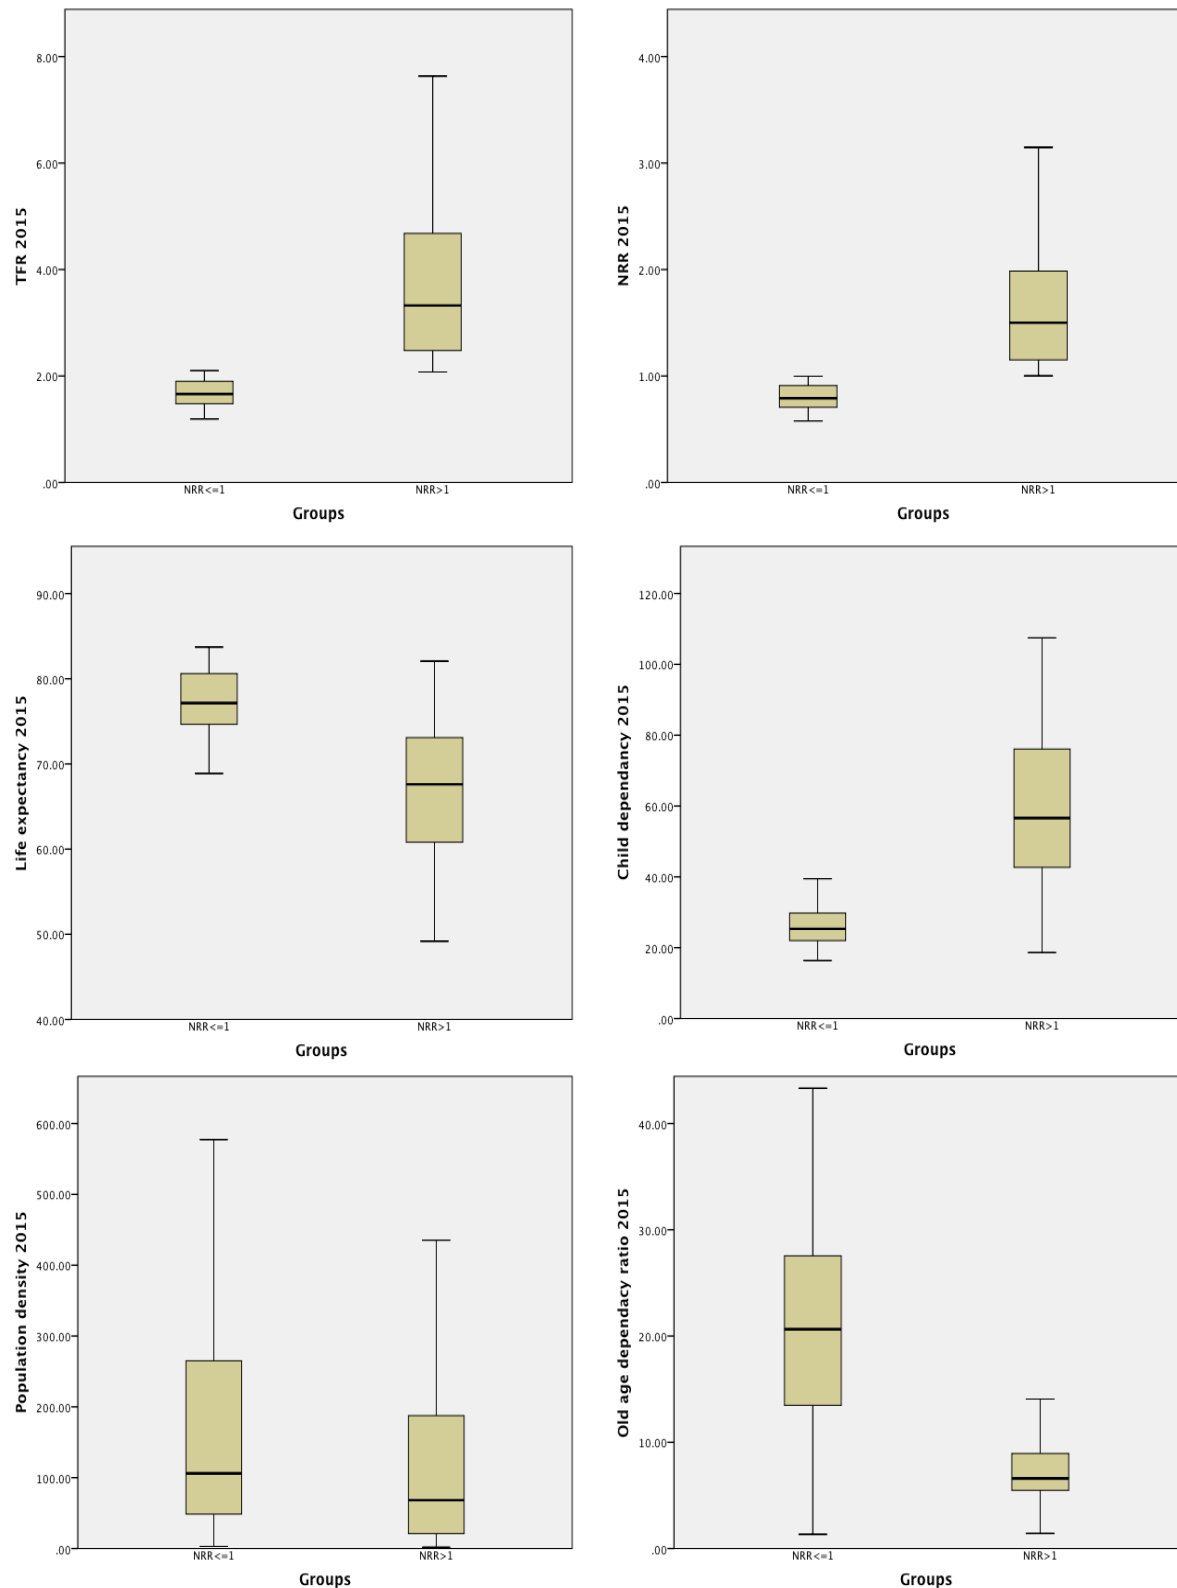 TFR 2015
8.00
6.00
4.00
2.00
.00
NRR<=1
NRR>1
Groups
NRR 2015
4.00
3.00
2.00
1.00
.00
NRR<=1
NRR>1
Groups
Life expectancy 2015
90.00
80.00
70.00
60.00
50.00
40.00
NRR<=1
NRR>1
Groups
Child dependancy 2015
120.00
100.00
80.00
60.00
40.00
20.00
.00
NRR<=1
NRR>1
Groups
Population density 2015
600.00
500.00
400.00
300.00
200.00
100.00
.00
NRR<=1
NRR>1
Groups
Old age dependacy ratio 2015
40.00
30.00
20.00
10.00
.00
NRR<=1
NRR>1
Groups